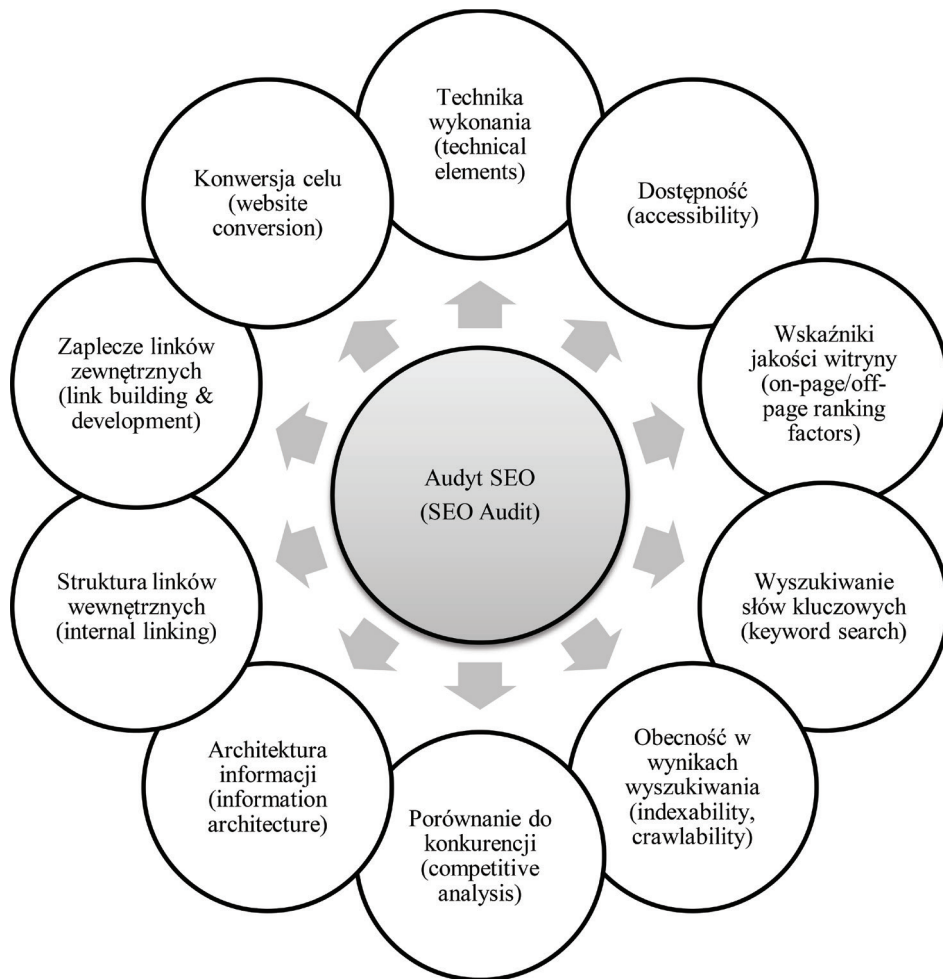 Technika
wykonania
(technical
elements)
Dostępność
(accessibility)
Wskaźniki
jakości witryny
(on-page/off-
page ranking
factors)
Wyszukiwanie
słów kluczowych
(keyword search)
Obecność w
wynikach
wyszukiwania
(indexability,
crawlability)
Porównanie do
konkurencji
(competitive
analysis)
Architektura
informacji
(information
architecture)
Struktura linków
wewnętrznych
(internal linking)
Zaplecze linków
zewnętrznych
(link building &
development)
Konwersja celu
(website
conversion)
Audyt SEO
(SEO Audit)